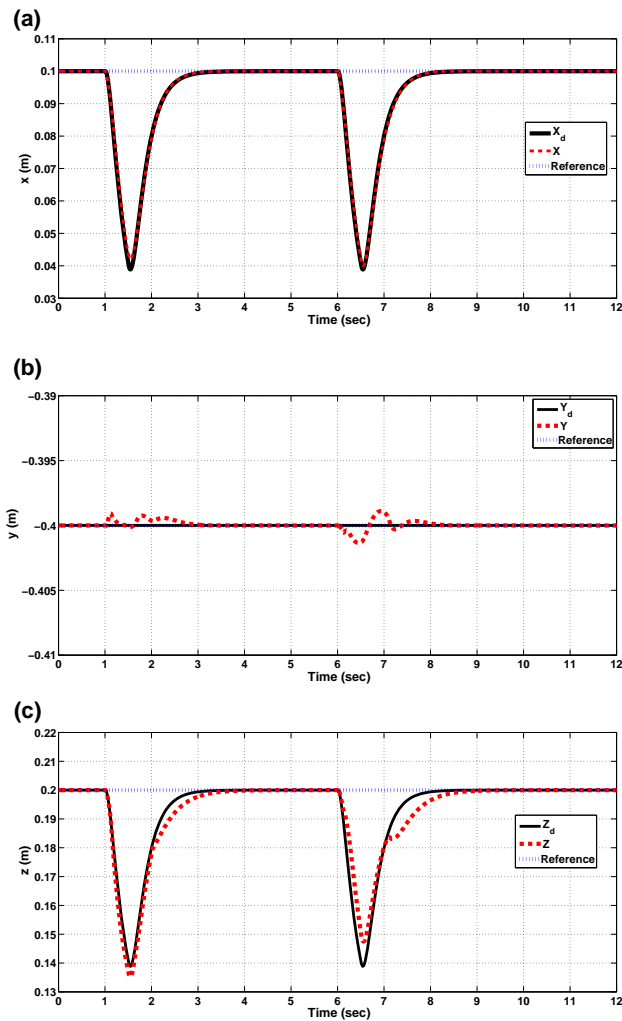 (a)
0.11
0.1
0.09
0.08
0.07
0.06
0.05
0.04
0.03
x (m)
X_d
X
Reference
0 1 2 3 4 5 6 7 8 9 10 11 12
Time (sec)
(b)
−0.39
−0.395
−0.4
−0.405
−0.41
y (m)
Y_d
Y
Reference
0 1 2 3 4 5 6 7 8 9 10 11 12
Time (sec)
(c)
0.22
0.21
0.2
0.19
0.18
0.17
0.16
0.15
0.14
0.13
z (m)
Z_d
Z
Reference
0 1 2 3 4 5 6 7 8 9 10 11 12
Time (sec)